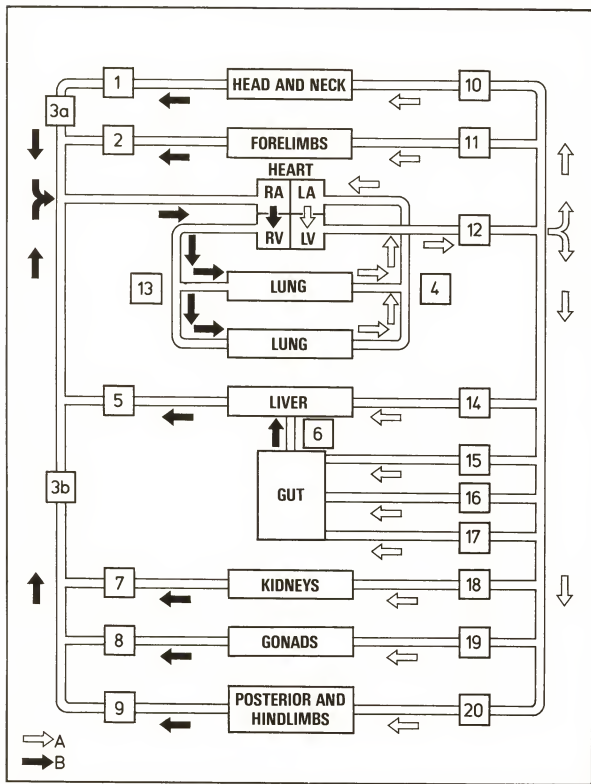 1
HEAD AND NECK
10
3a
2
FORELIMBS
11
HEART
RA LA
RV LV
12
13
LUNG
4
LUNG
5
LIVER
14
6
15
3b
GUT
16
17
7
KIDNEYS
18
8
GONADS
19
9
POSTERIOR AND
HINDLIMBS
20
A
B